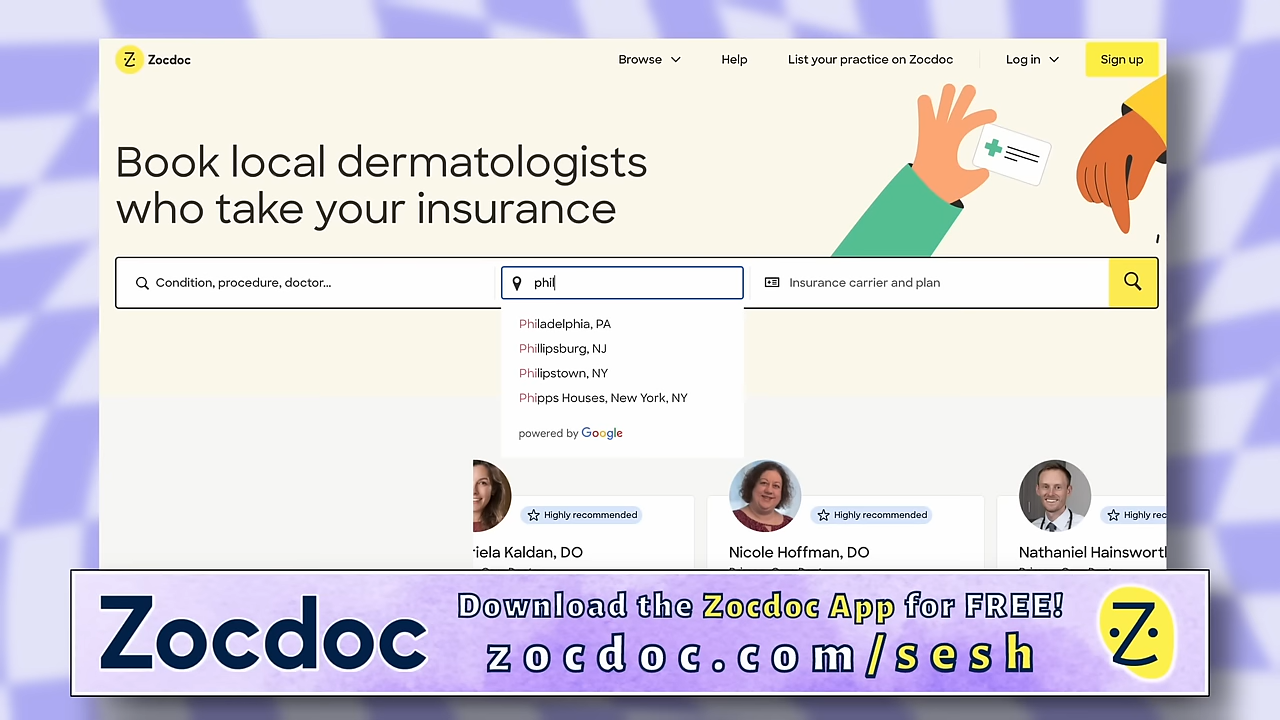 Zocdoc
Browse
Help
List your practice on Zocdoc
Log in
Sign up
Book local dermatologists
who take your insurance
Condition, procedure, doctor...
phil
Insurance carrier and plan
Philadelphia, PA
Phillipsburg, NJ
Philipstown, NY
Phipps Houses, New York, NY
powered by Google
Highly recommended
Highly recommended
Highly rec
riela Kaldan, DO
Nicole Hoffman, DO
Nathaniel Hainswort
Zocdoc
Download the Zocdoc App for FREE!
zocdoc.com/sesh
Z